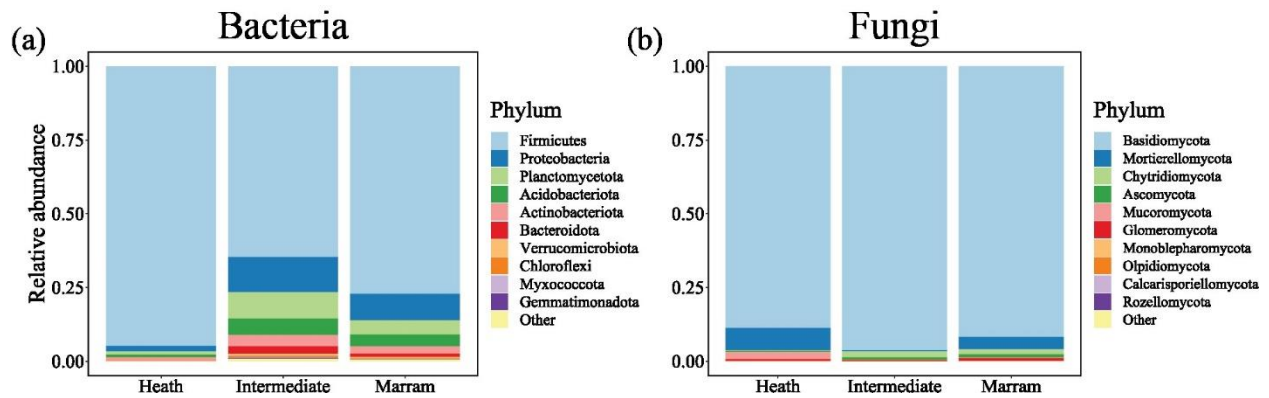 (a)
Bacteria
1.00
0.75
0.50
0.25
0.00
Relative abundance
Heath Intermediate Marram
Phylum
Firmicutes
Proteobacteria
Planctomycetota
Acidobacteriota
Actinobacteriota
Bacteroidota
Verrucomicrobiota
Chloroflexi
Myxococcota
Gemmatimonadota
Other
(b)
Fungi
1.00
0.75
0.50
0.25
0.00
Heath Intermediate Marram
Phylum
Basidiomycota
Mortierellomycota
Chytridiomycota
Ascomycota
Mucoromycota
Glomeromycota
Monoblepharomycota
Olpidiomycota
Calcarisporiellomycota
Rozellomycota
Other